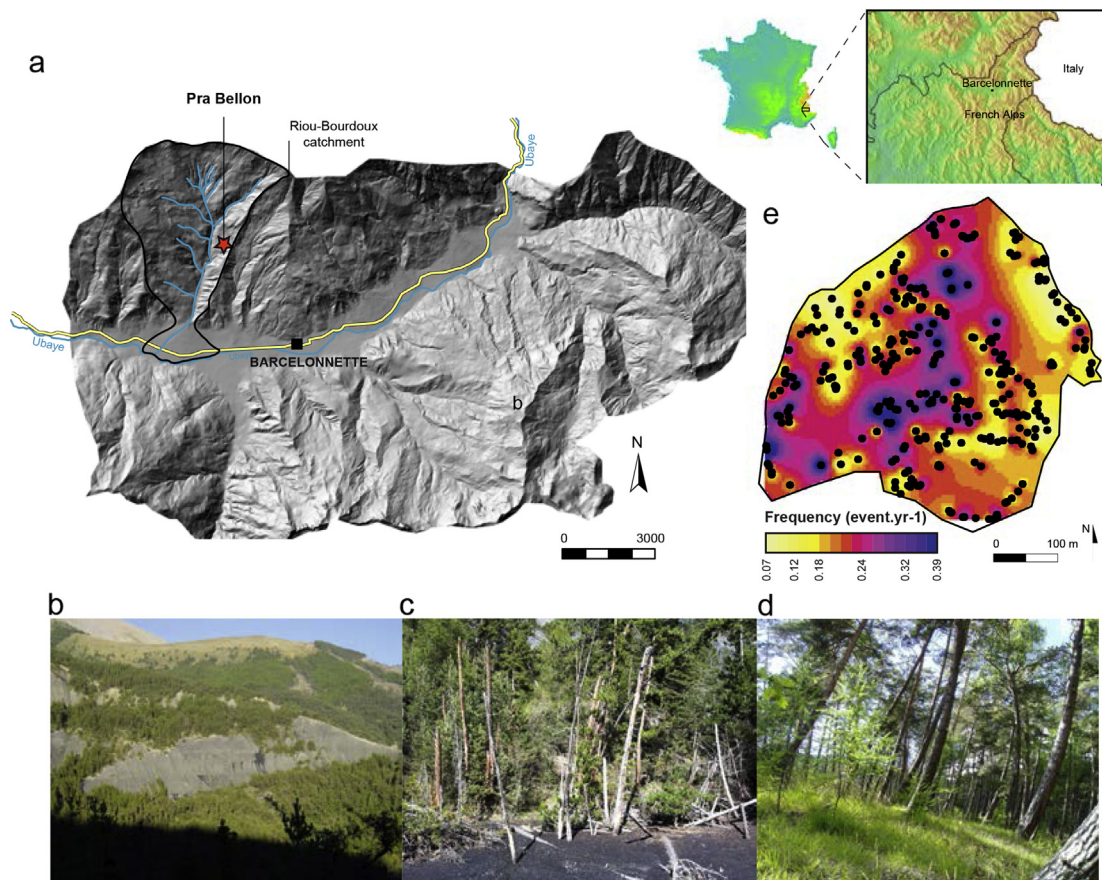 a
Pra Bellon
Riou-Bourdoux
catchment
Ubaye
Ubaye
BARCELONNETTE
b
N
0 3000
Italy
Barcelonnette
French Alps
e
Frequency (event.yr-1)
0.07 0.12 0.18 0.24 0.32 0.39
N
0 100 m
b
c
d